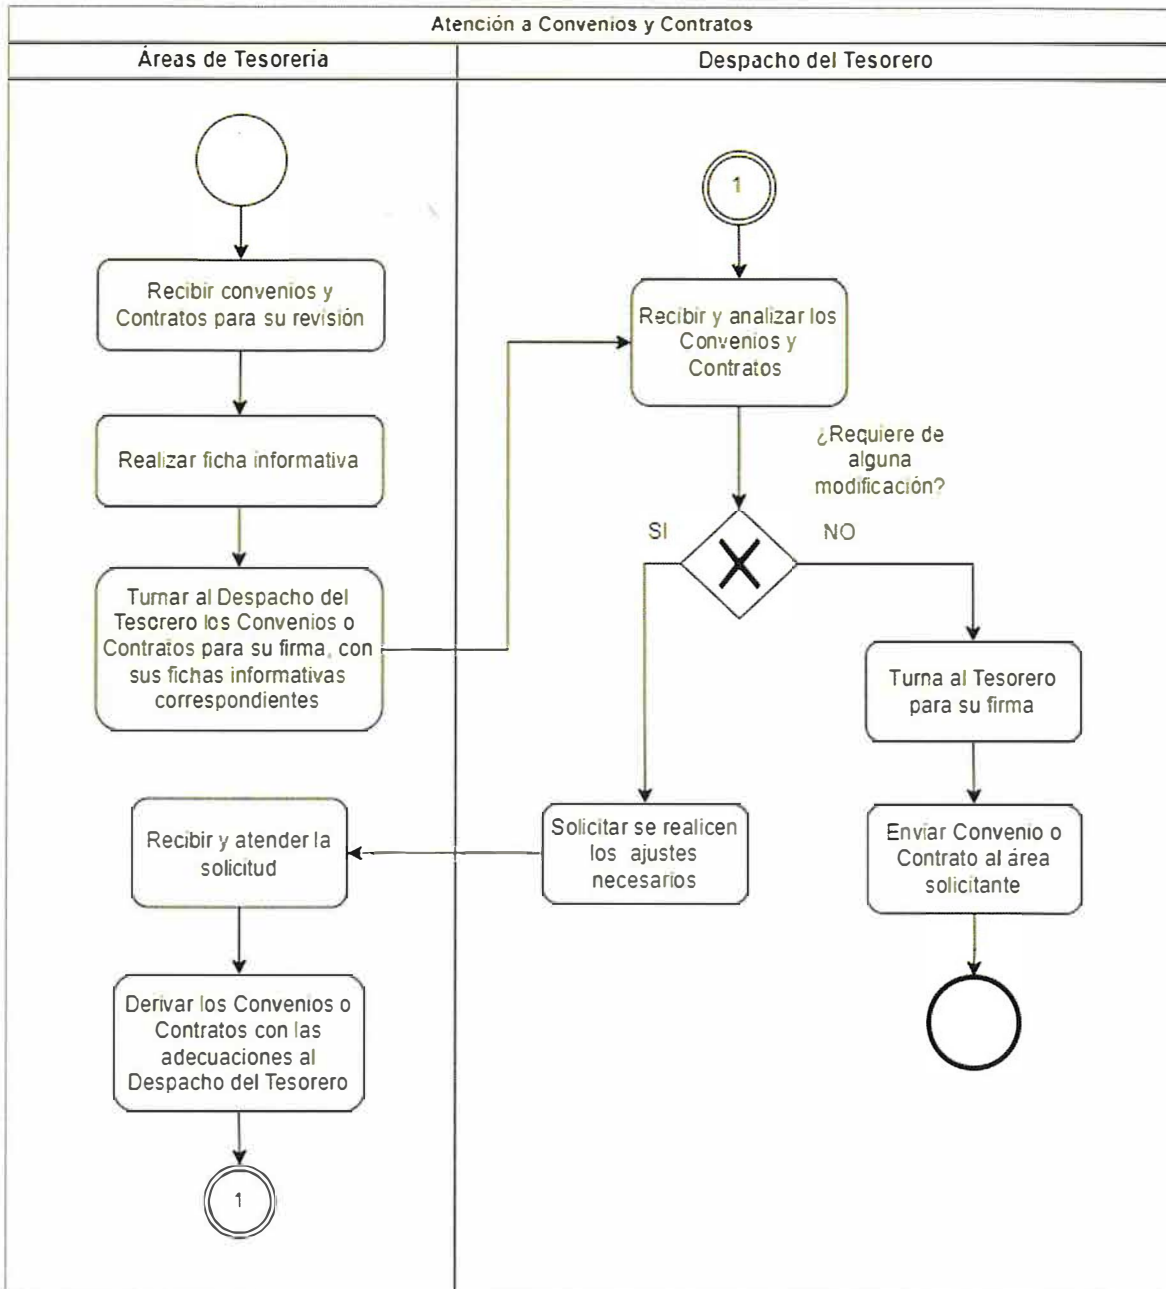 Atención a Convenios y Contratos
Áreas de Tesorería
Despacho del Tesorero
Recibir convenios y
Contratos para su revisión
Realizar ficha informativa
Turnar al Despacho del
Tesorero los Convenios o
Contratos para su firma, con
sus fichas informativas
correspondientes
1
Recibir y analizar los
Convenios y
Contratos
¿Requiere de
alguna
modificación?
SI
NO
Turna al Tesorero
para su firma
Enviar Convenio o
Contrato al área
solicitante
Solicitar se realicen
los ajustes
necesarios
Recibir y atender la
solicitud
Derivar los Convenios o
Contratos con las
adecuaciones al
Despacho del Tesorero
1